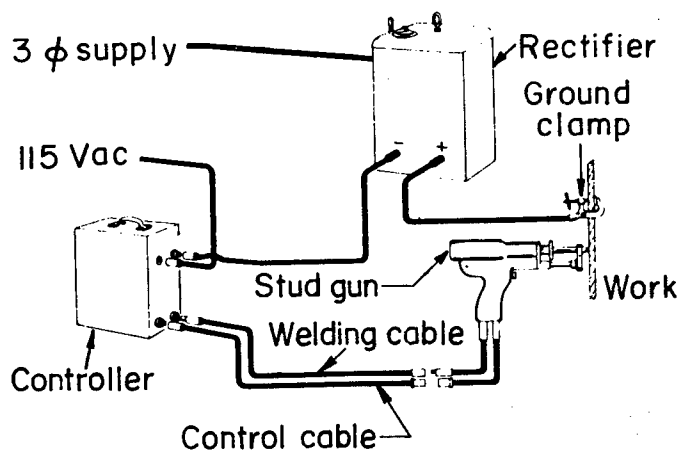 3 ϕ supply
Rectifier
Ground
clamp
115 Vac
−
+
Stud gun
Work
Welding cable
Controller
Control cable